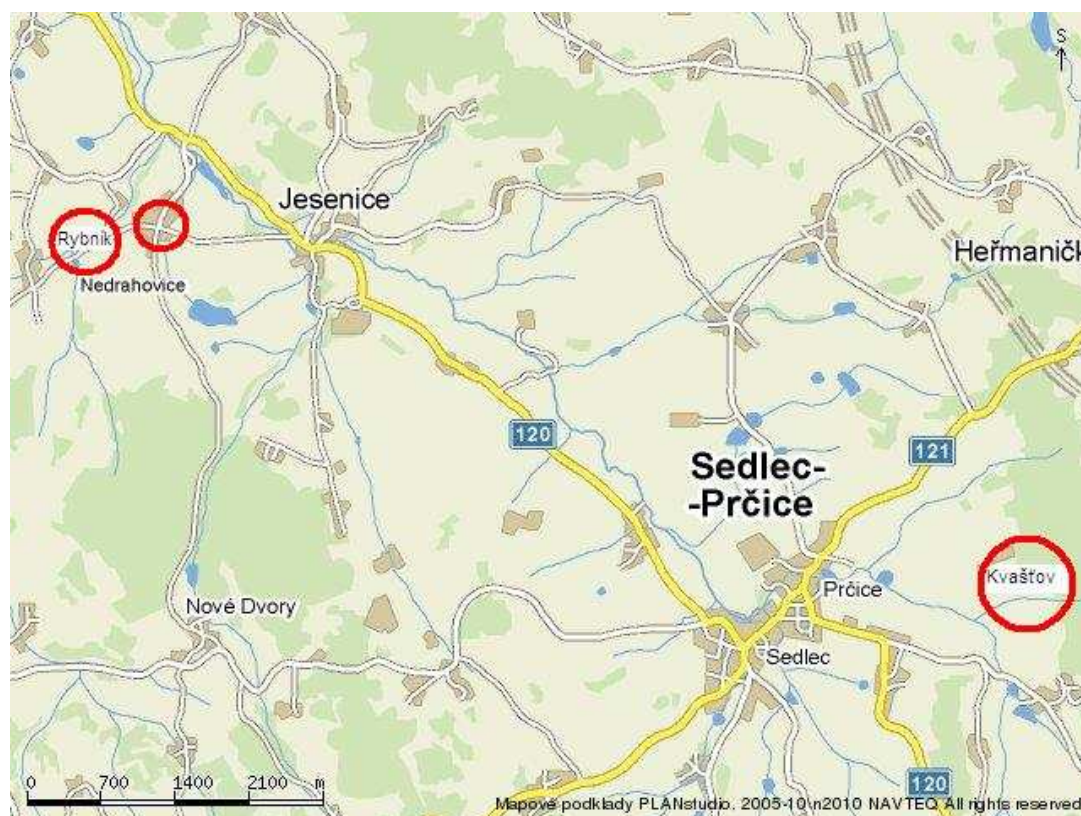 S
Jesenice
Rybník
Nedrahovice
Heřmaničk
120
121
Sedlec-
-Prčice
Kvašťov
Prčice
Nové Dvory
Sedlec
120
0 700 1400 2100 m
Mapové podklady PLANstudio, 2005-10 \n2010 NAVTEQ All rights reserved